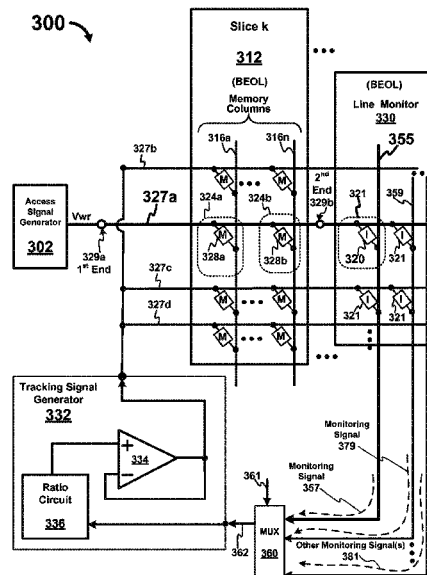 300
Slice k
312
(BEOL)
Memory
Columns
316a
316n
(BEOL)
Line Monitor
330
355
327b
M
M
Access
Signal
Generator
302
Vwr
327a
324a
324b
2nd
End
329b
321
359
329a
1st End
328a
M
328b
M
320
I
321
I
327c
M
M
321
I
321
I
327d
M
M
Tracking Signal
Generator
332
334
+
−
Ratio
Circuit
336
361
362
MUX
360
Monitoring
Signal
357
Monitoring
Signal
379
Other Monitoring Signal(s)
381